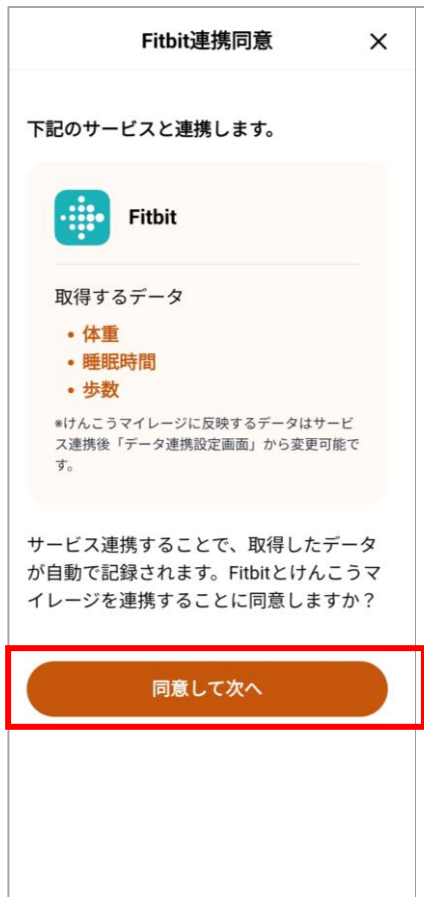 Fitbit連携同意 ×
下記のサービスと連携します。
Fitbit
取得するデータ
• 体重
• 睡眠時間
• 歩数
※けんこうマイレージに反映するデータはサービ
ス連携後「データ連携設定画面」から変更可能で
す。
サービス連携することで、取得したデータ
が自動で記録されます。Fitbitとけんこうマ
イレージを連携することに同意しますか？
同意して次へ